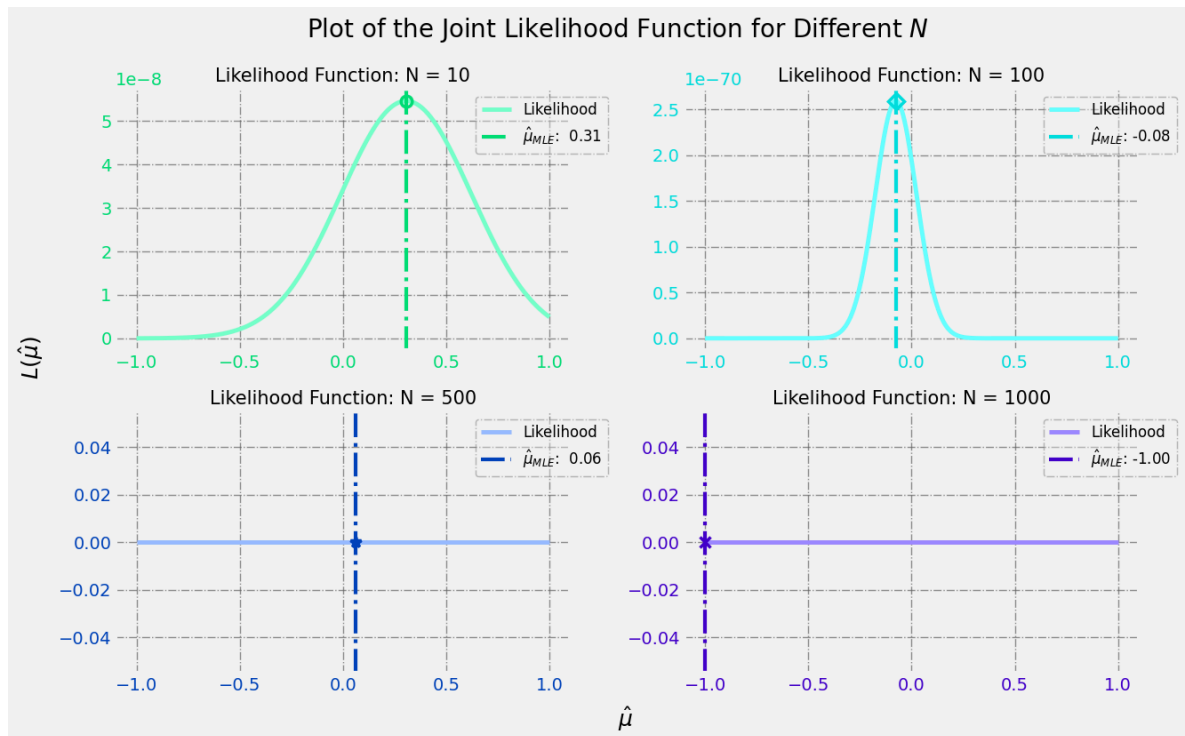 Plot of the Joint Likelihood Function for Different N
1e−8
Likelihood Function: N = 10
Likelihood
μ̂_MLE: 0.31
5
4
3
2
1
0
−1.0 −0.5 0.0 0.5 1.0
1e−70
Likelihood Function: N = 100
Likelihood
μ̂_MLE: -0.08
2.5
2.0
1.5
1.0
0.5
0.0
−1.0 −0.5 0.0 0.5 1.0
L(μ̂)
Likelihood Function: N = 500
Likelihood
μ̂_MLE: 0.06
0.04
0.02
0.00
−0.02
−0.04
−1.0 −0.5 0.0 0.5 1.0
Likelihood Function: N = 1000
Likelihood
μ̂_MLE: -1.00
0.04
0.02
0.00
−0.02
−0.04
−1.0 −0.5 0.0 0.5 1.0
μ̂